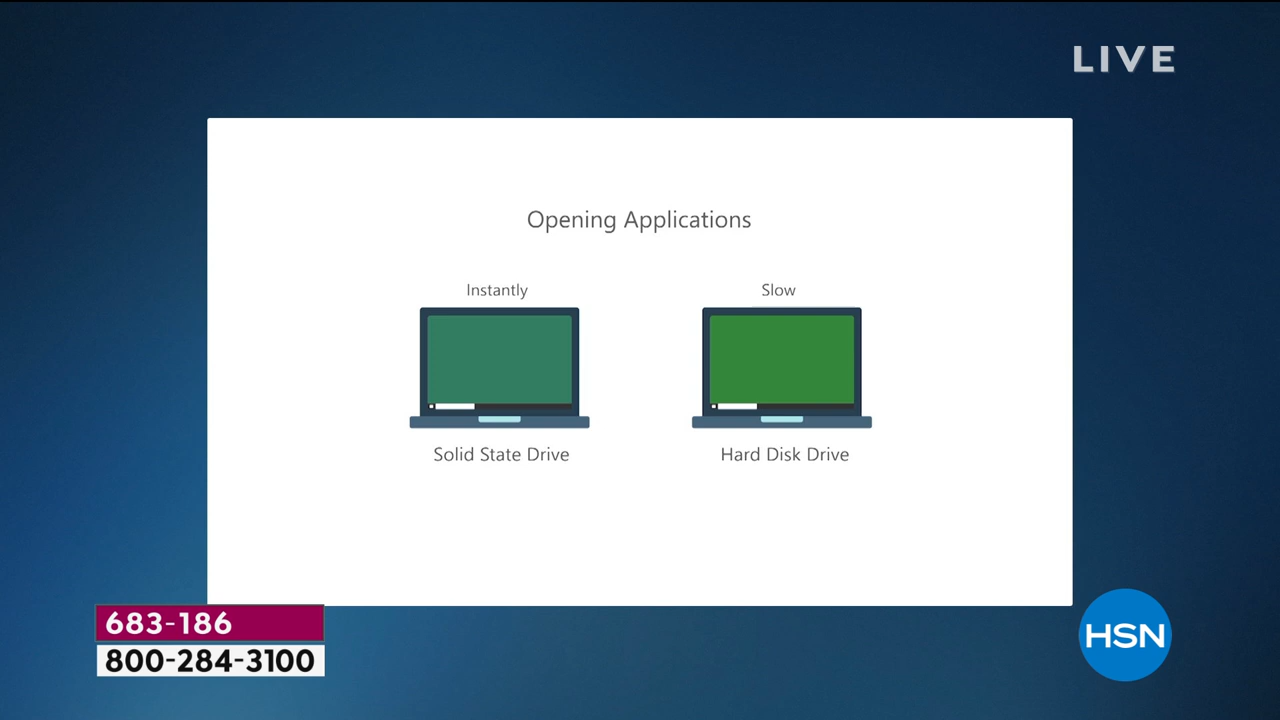 LIVE
Opening Applications
Instantly
Slow
Solid State Drive
Hard Disk Drive
683-186
800-284-3100
HSN